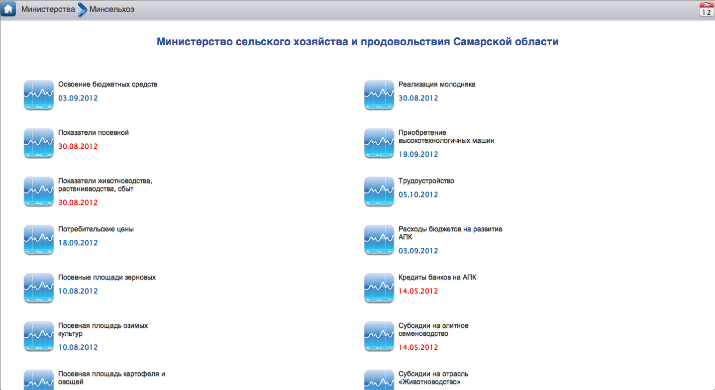 Министерства Минсельхоз
12
Министерство сельского хозяйства и продовольствия Самарской области
Освоение бюджетных средств
03.09.2012
Показатели посевной
30.08.2012
Показатели животноводства,
растениеводства, сбыт
30.08.2012
Потребительские цены
18.09.2012
Посевные площади зерновых
10.08.2012
Посевная площадь озимых
культур
10.08.2012
Посевная площадь картофеля и
овощей
Реализация молодняка
30.08.2012
Приобретение
высокотехнологичных машин
19.09.2012
Трудоустройство
05.10.2012
Расходы бюджетов на развитие
АПК
03.09.2012
Кредиты банков на АПК
14.05.2012
Субсидии на элитное
семеноводство
14.05.2012
Субсидии на отрасль
«Животноводство»